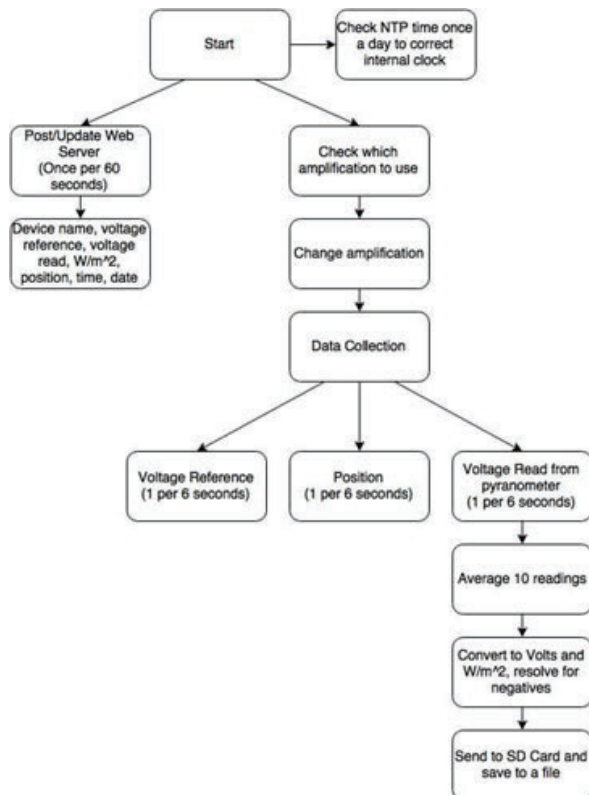 Start
Check NTP time once
a day to correct
internal clock
Post/Update Web
Server
(Once per 60
seconds)
Check which
amplification to use
Device name, voltage
reference, voltage
read, W/m^2,
position, time, date
Change amplification
Data Collection
Voltage Reference
(1 per 6 seconds)
Position
(1 per 6 seconds)
Voltage Read from
pyranometer
(1 per 6 seconds)
Average 10 readings
Convert to Volts and
W/m^2, resolve for
negatives
Send to SD Card and
save to a file